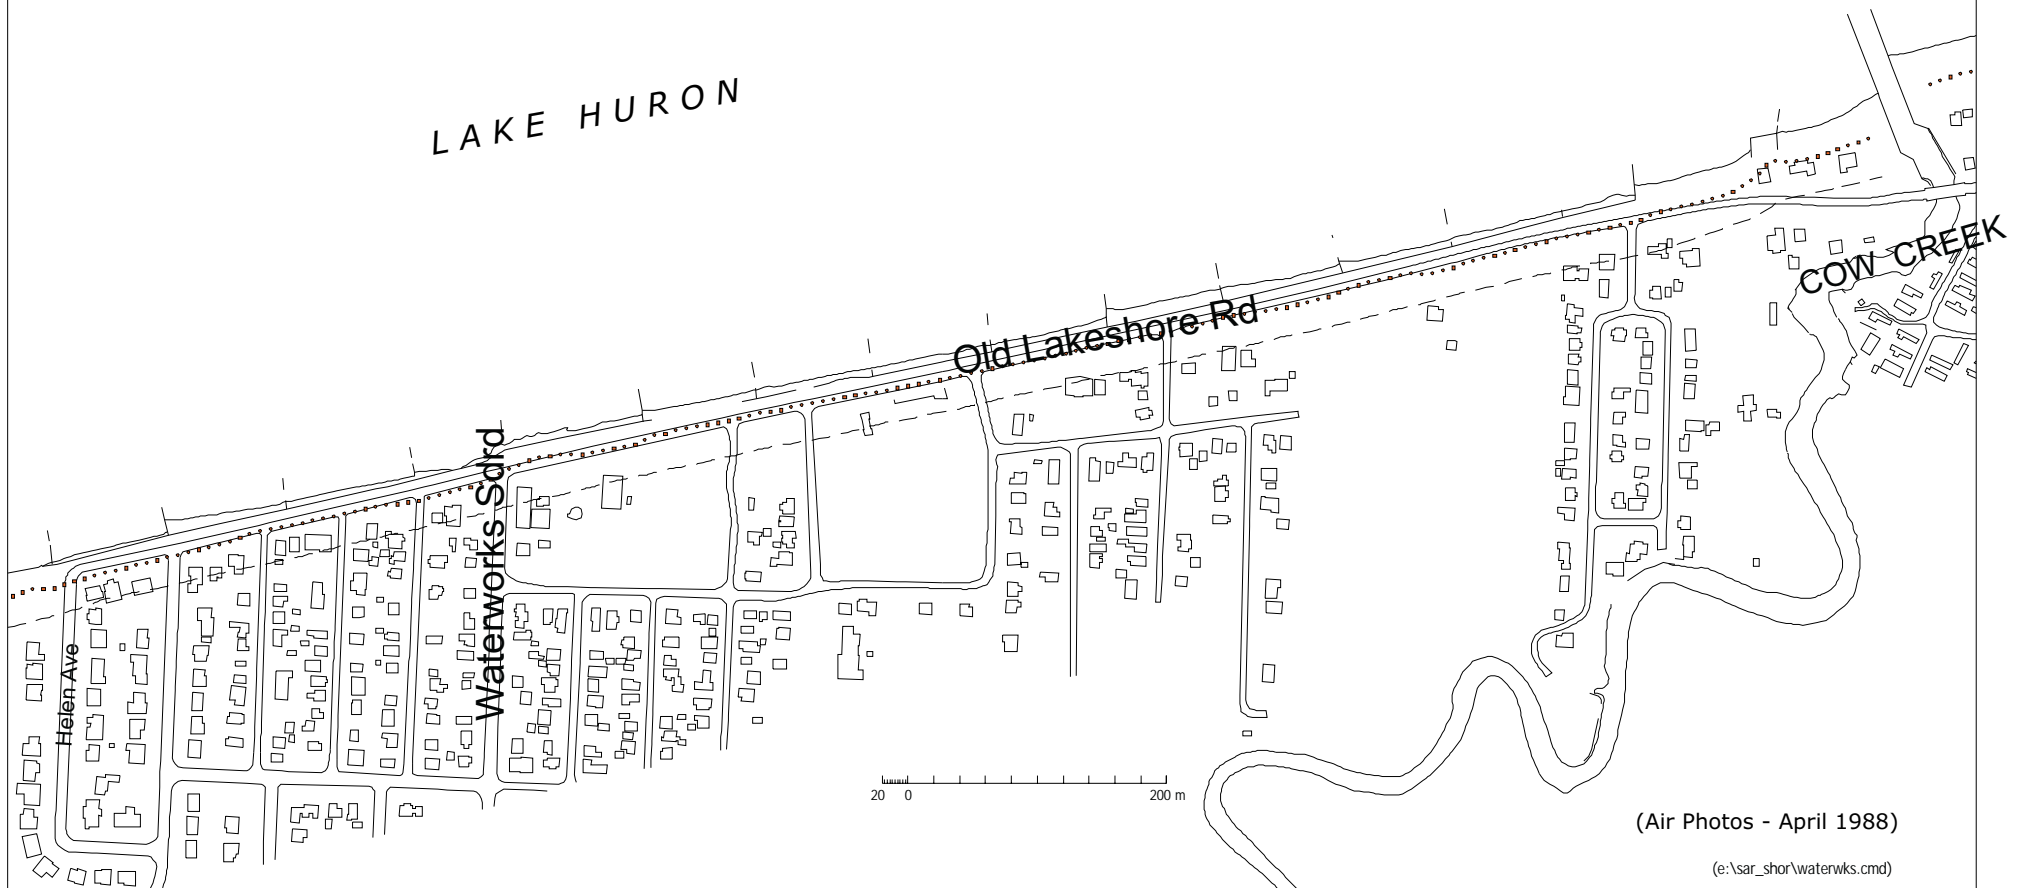 LAKE HURON
COW CREEK
Old Lakeshore Rd
Waterworks Sdrd
Helen Ave
20 0 200 m
(Air Photos - April 1988)
(e:\sar_shor\waterwks.cmd)